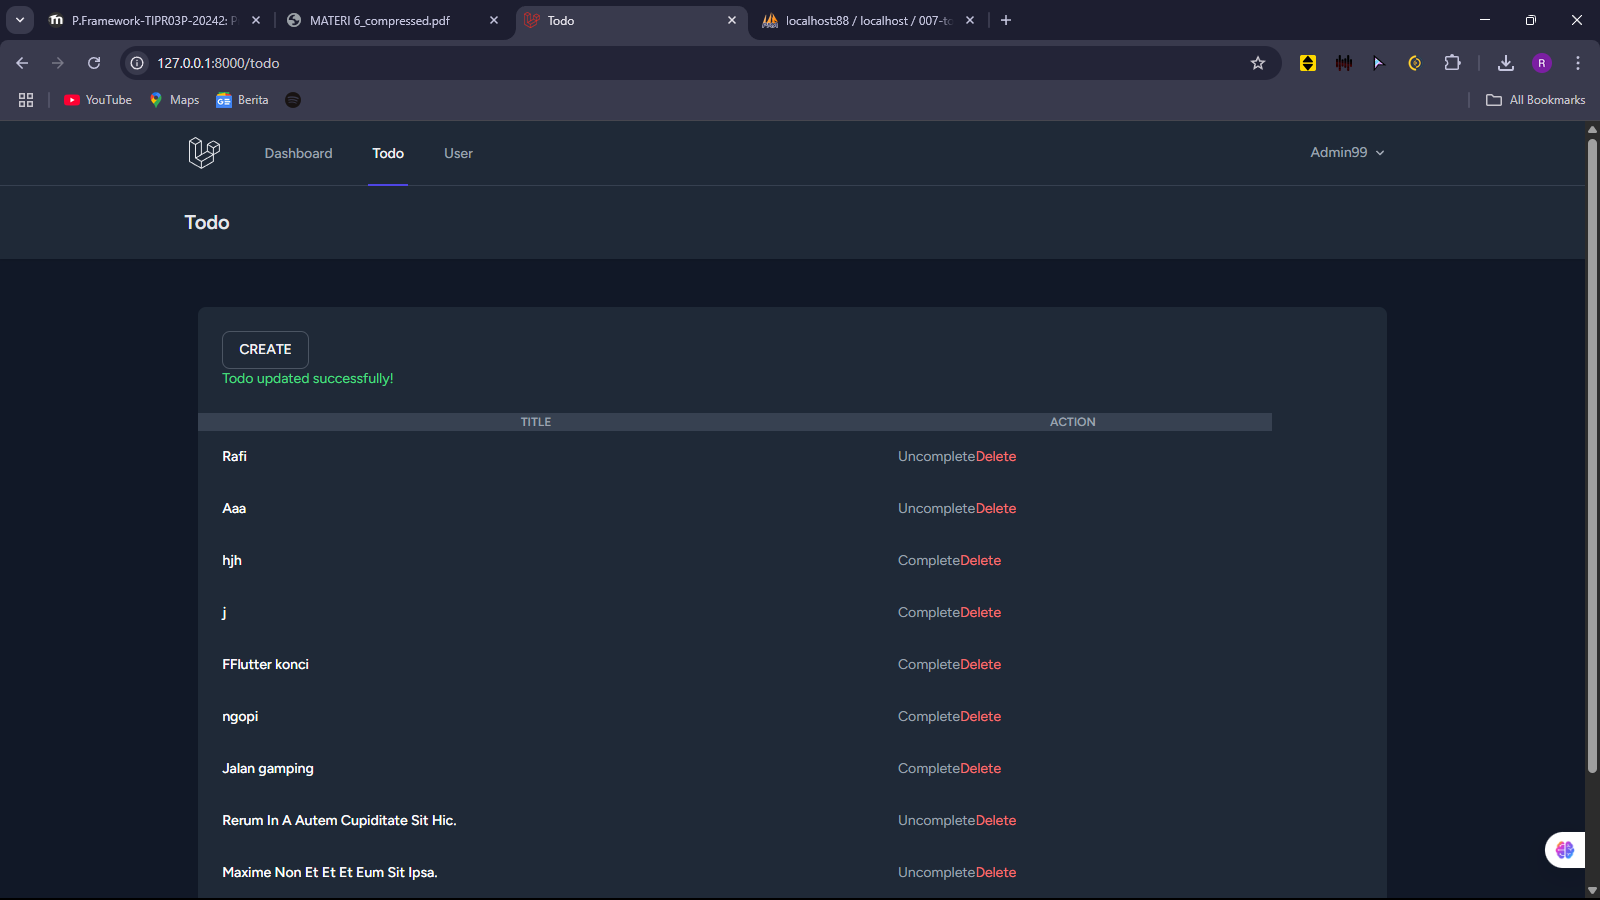 P.Framework-TIPR03P-20242: P
MATERI 6_compressed.pdf
Todo
localhost:88 / localhost / 007-to
127.0.0.1:8000/todo
R
YouTube
Maps
Berita
All Bookmarks
Dashboard
Todo
User
Admin99
Todo
CREATE
Todo updated successfully!
TITLE ACTION
Rafi UncompleteDelete
Aaa UncompleteDelete
hjh CompleteDelete
j CompleteDelete
FFlutter konci CompleteDelete
ngopi CompleteDelete
Jalan gamping CompleteDelete
Rerum In A Autem Cupiditate Sit Hic. UncompleteDelete
Maxime Non Et Et Et Eum Sit Ipsa. UncompleteDelete